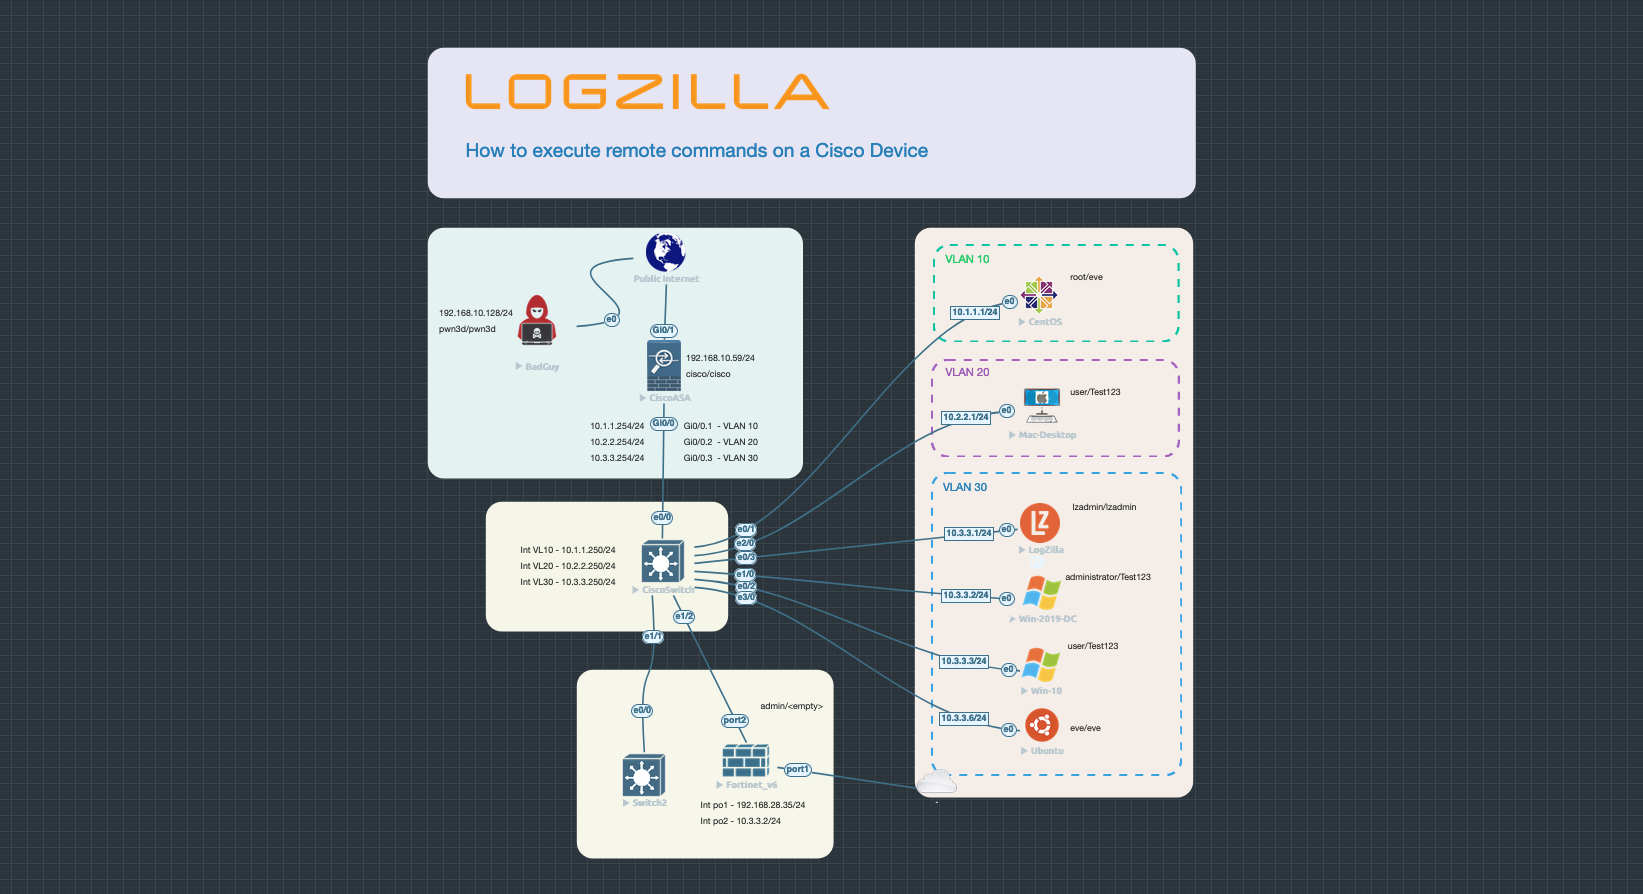 LOGZILLA
How to execute remote commands on a Cisco Device
Public Internet
192.168.10.128/24
pwn3d/pwn3d
e0
BadGuy
Gi0/1
192.168.10.59/24
cisco/cisco
CiscoASA
Gi0/0
10.1.1.254/24 Gi0/0.1 - VLAN 10
10.2.2.254/24 Gi0/0.2 - VLAN 20
10.3.3.254/24 Gi0/0.3 - VLAN 30
e0/0
Int VL10 - 10.1.1.250/24
Int VL20 - 10.2.2.250/24
Int VL30 - 10.3.3.250/24
CiscoSwitch
e0/1
e2/0
e0/3
e1/0
e0/2
e3/0
e1/2
e1/1
e0/0
Switch2
admin/<empty>
port2
port1
Fortinet_v6
Int po1 - 192.168.28.35/24
Int po2 - 10.3.3.2/24
VLAN 10
root/eve
e0
10.1.1.1/24
CentOS
VLAN 20
user/Test123
e0
10.2.2.1/24
Mac-Desktop
VLAN 30
lzadmin/lzadmin
LZ
e0
10.3.3.1/24
LogZilla
administrator/Test123
10.3.3.2/24
e0
Win-2019-DC
user/Test123
10.3.3.3/24
e0
Win-10
10.3.3.6/24
e0
eve/eve
Ubuntu